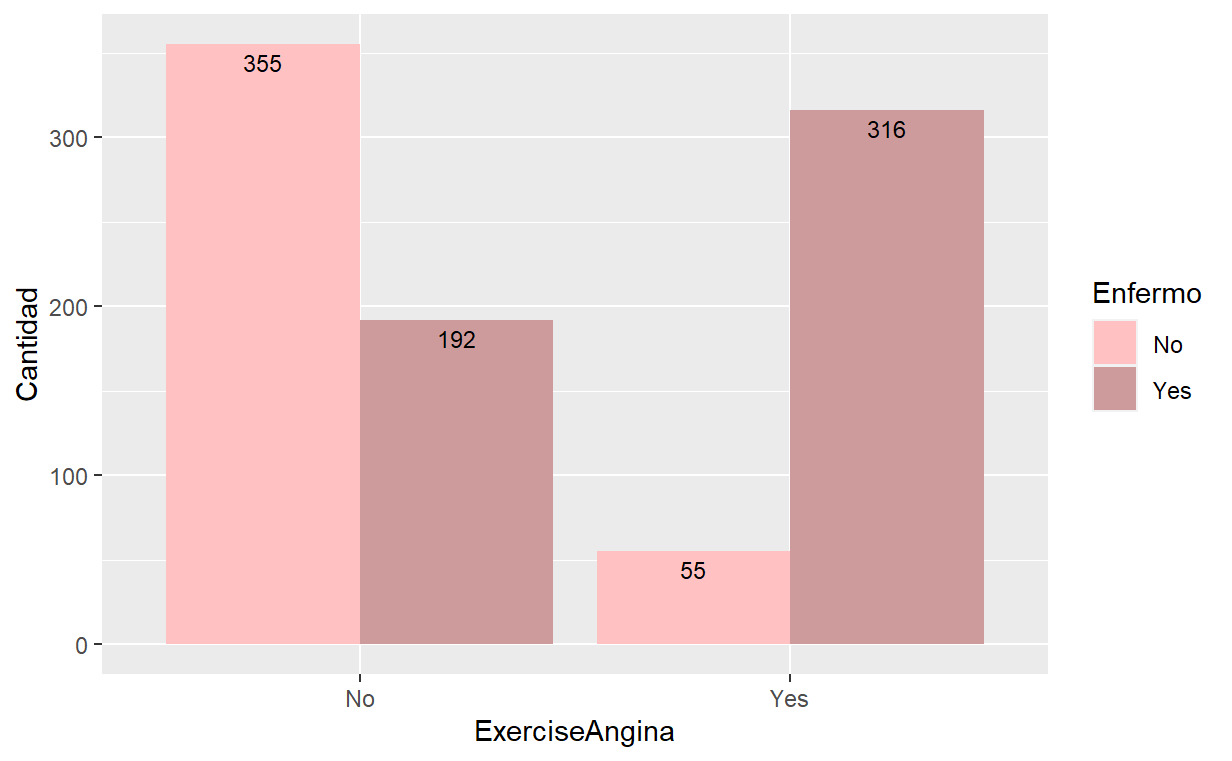 Cantidad
300
200
100
0
355
192
55
316
No
Yes
ExerciseAngina
Enfermo
No
Yes